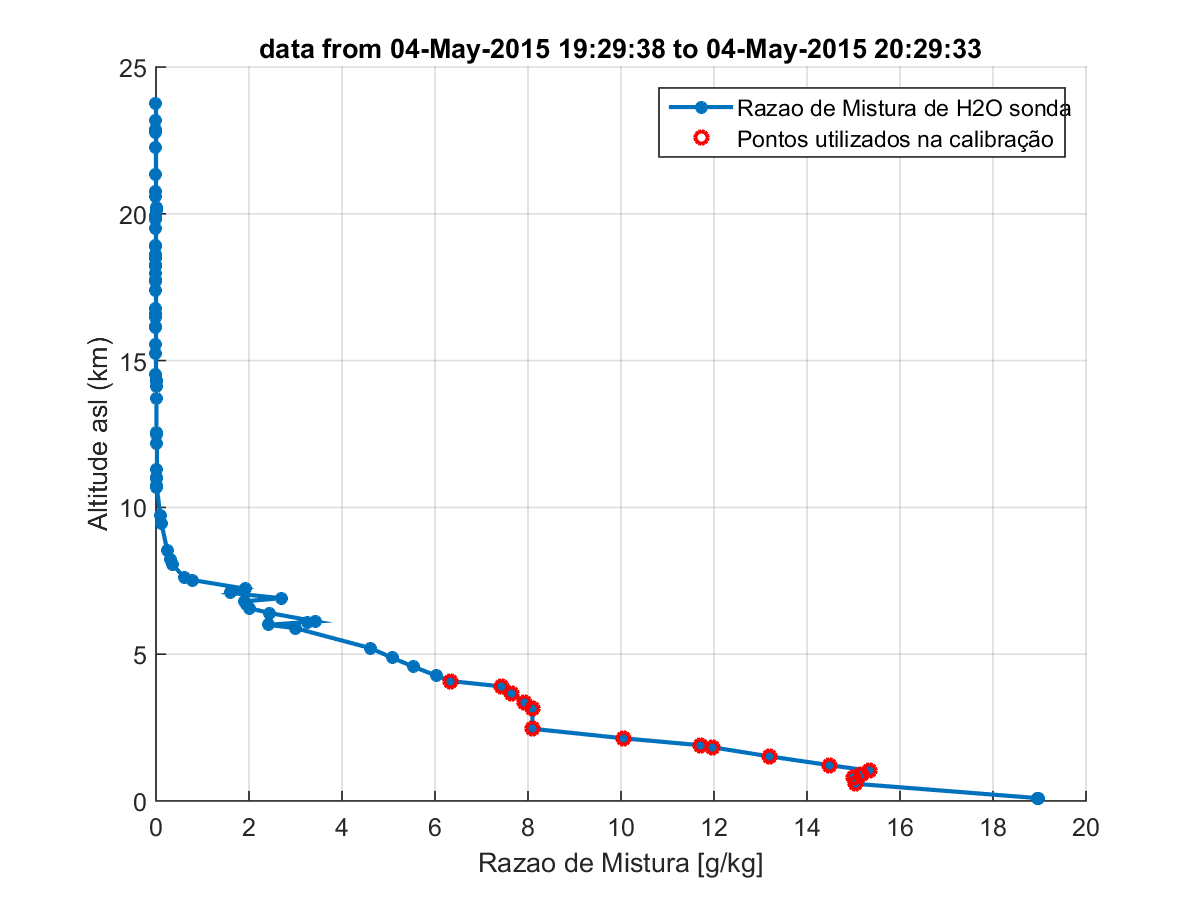 data from 04-May-2015 19:29:38 to 04-May-2015 20:29:33
Razao de Mistura de H2O sonda
Pontos utilizados na calibração
25
20
15
10
5
0
Altitude asl (km)
0 2 4 6 8 10 12 14 16 18 20
Razao de Mistura [g/kg]